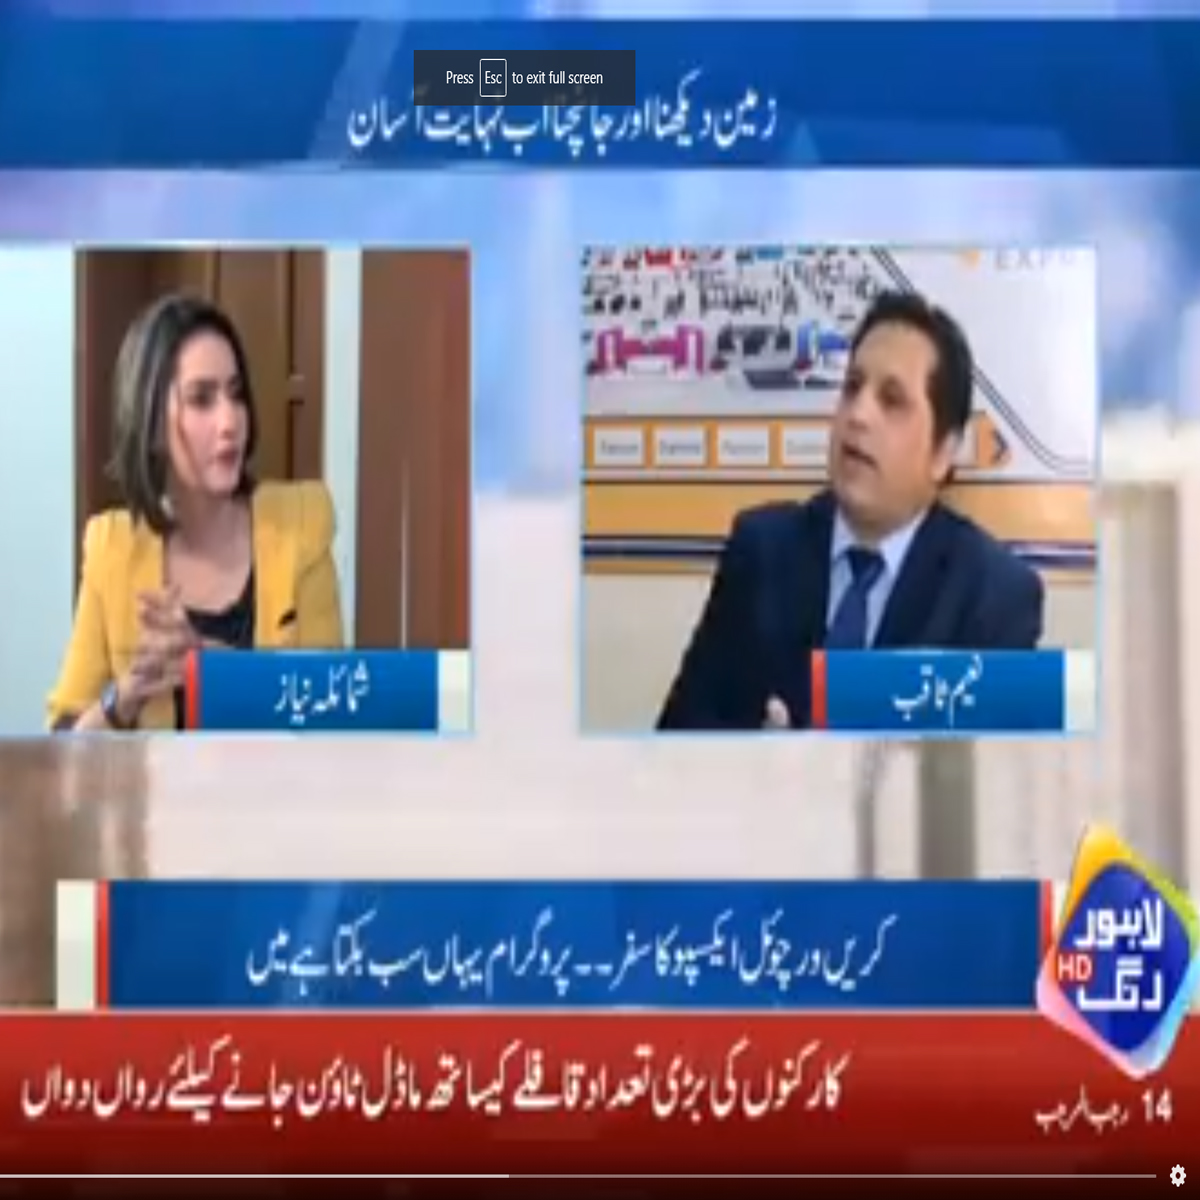 Press Esc to exit full screen
زمین دیکھنا اور جانچنا اب نہایت آسان
EXPO
شمائلہ نیاز
نعیم ثاقب
کریں ورچوئل ایکسپو کا سفر۔۔پروگرام یہاں سب بکتا ہے میں
لاہور
رنگ
HD
کارکنوں کی بڑی تعداد قافلے کیساتھ ماڈل ٹاؤن جانے کیلئے رواں دواں
14 رجب المرجب